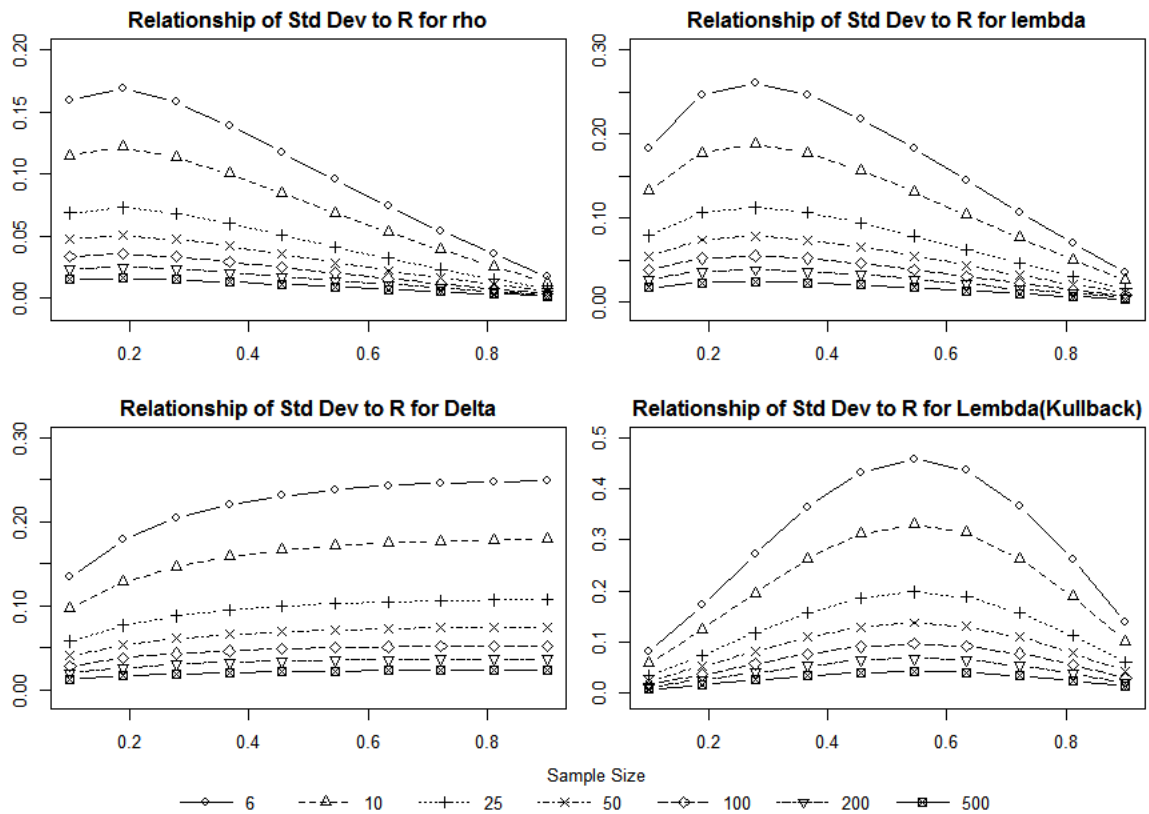 Relationship of Std Dev to R for rho
0.20
0.15
0.10
0.05
0.00
0.2 0.4 0.6 0.8
Relationship of Std Dev to R for lembda
0.30
0.20
0.10
0.00
0.2 0.4 0.6 0.8
Relationship of Std Dev to R for Delta
0.30
0.20
0.10
0.00
0.2 0.4 0.6 0.8
Relationship of Std Dev to R for Lembda(Kullback)
0.5
0.4
0.3
0.2
0.1
0.0
0.2 0.4 0.6 0.8
Sample Size
6 10 25 50 100 200 500